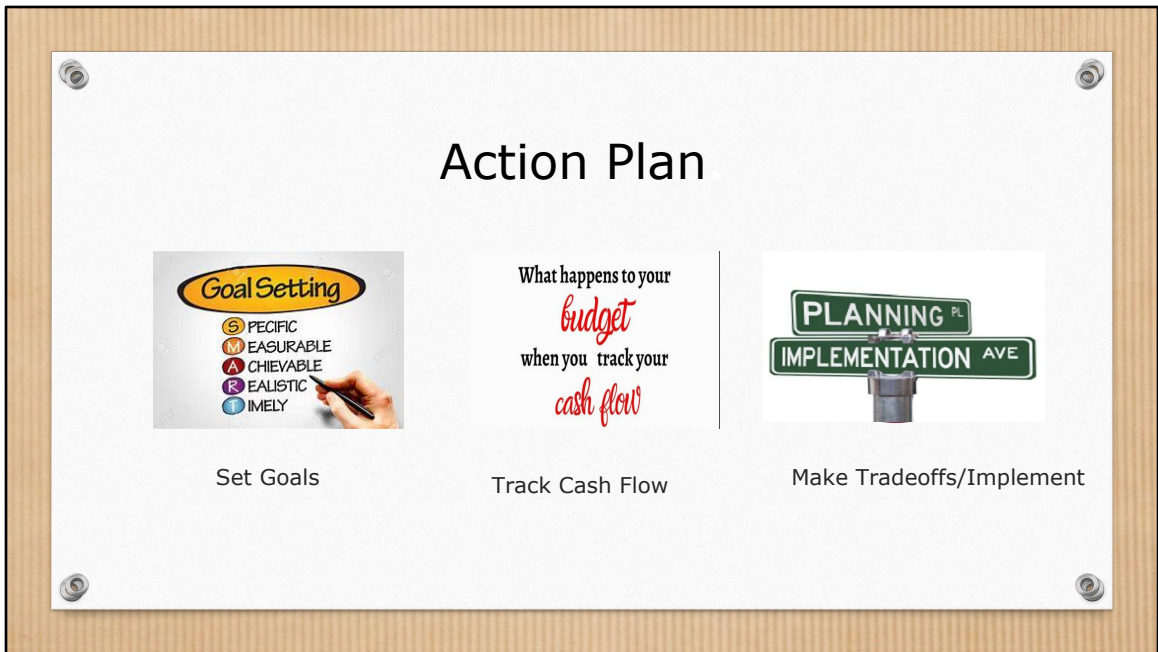 Action Plan
Goal Setting
S PECIFIC
M EASURABLE
A CHIEVABLE
R EALISTIC
T IMELY
What happens to your
budget
when you track your
cash flow
PLANNING PL
IMPLEMENTATION AVE
Set Goals
Track Cash Flow
Make Tradeoffs/Implement